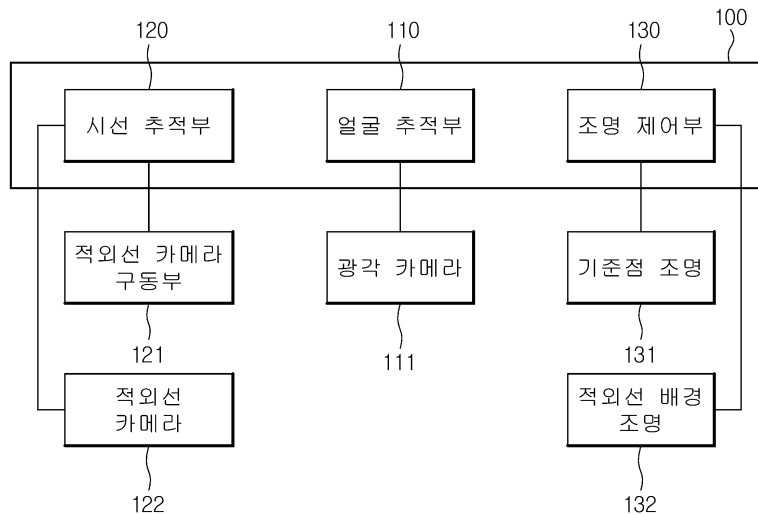 120
110
130
100
시선 추적부
얼굴 추적부
조명 제어부
적외선 카메라
구동부
광각 카메라
기준점 조명
121
111
131
적외선
카메라
적외선 배경
조명
122
132